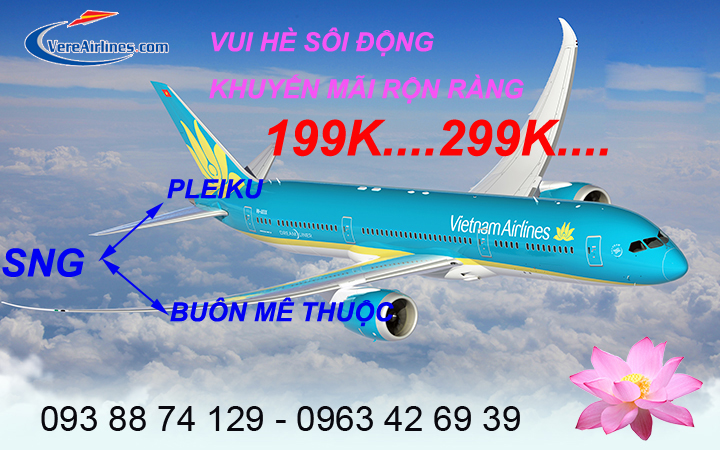 VereAirlines.com
VUI HÈ SÔI ĐỘNG
KHUYẾN MÃI RỘN RÀNG
199K....299K....
PLEIKU
SNG
BUÔN MÊ THUỘC
Vietnam Airlines
093 88 74 129 - 0963 42 69 39